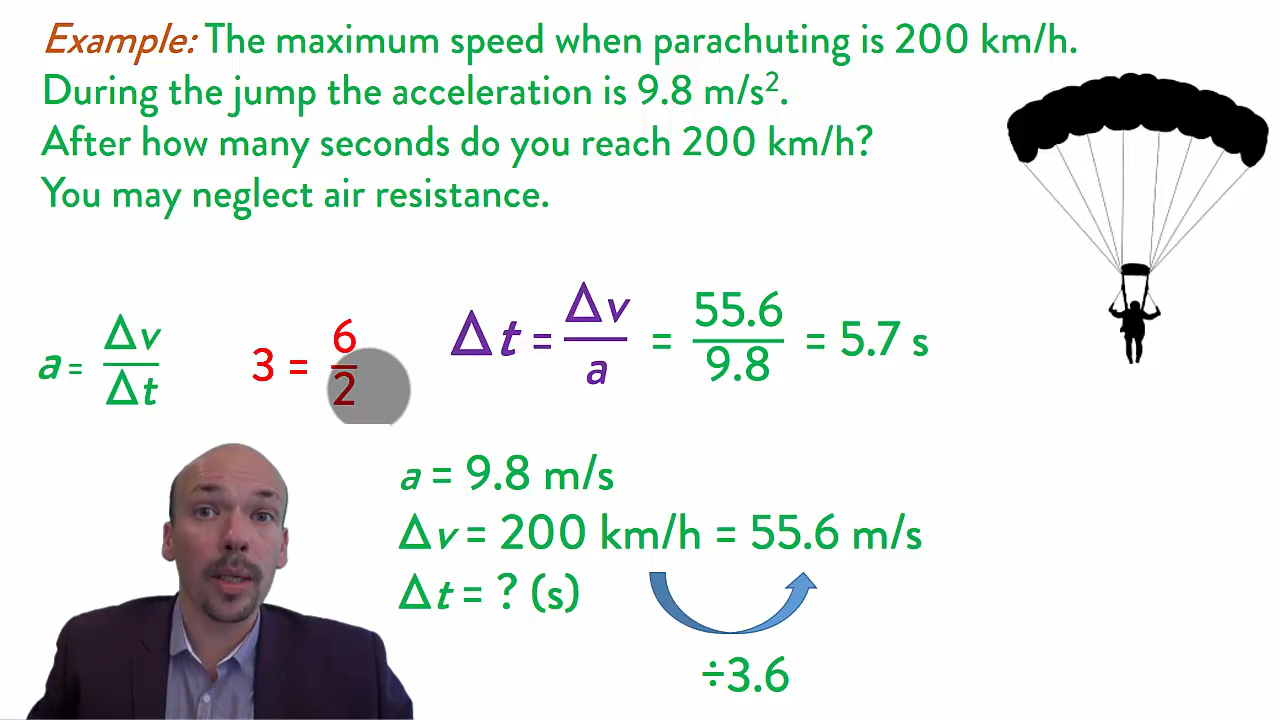 Example: The maximum speed when parachuting is 200 km/h.
During the jump the acceleration is 9.8 m/s².
After how many seconds do you reach 200 km/h?
You may neglect air resistance.
a = Δv/Δt
3 = 6/2
Δt = Δv/a = 55.6/9.8 = 5.7 s
a = 9.8 m/s
Δv = 200 km/h = 55.6 m/s
Δt = ? (s)
÷3.6